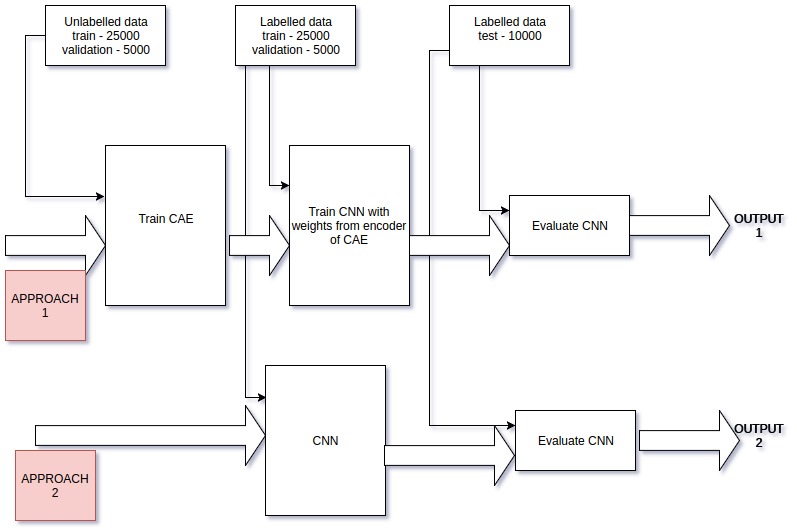 Unlabelled data
train - 25000
validation - 5000
Labelled data
train - 25000
validation - 5000
Labelled data
test - 10000
Train CAE
Train CNN with
weights from encoder
of CAE
Evaluate CNN
OUTPUT
1
APPROACH
1
CNN
Evaluate CNN
OUTPUT
2
APPROACH
2